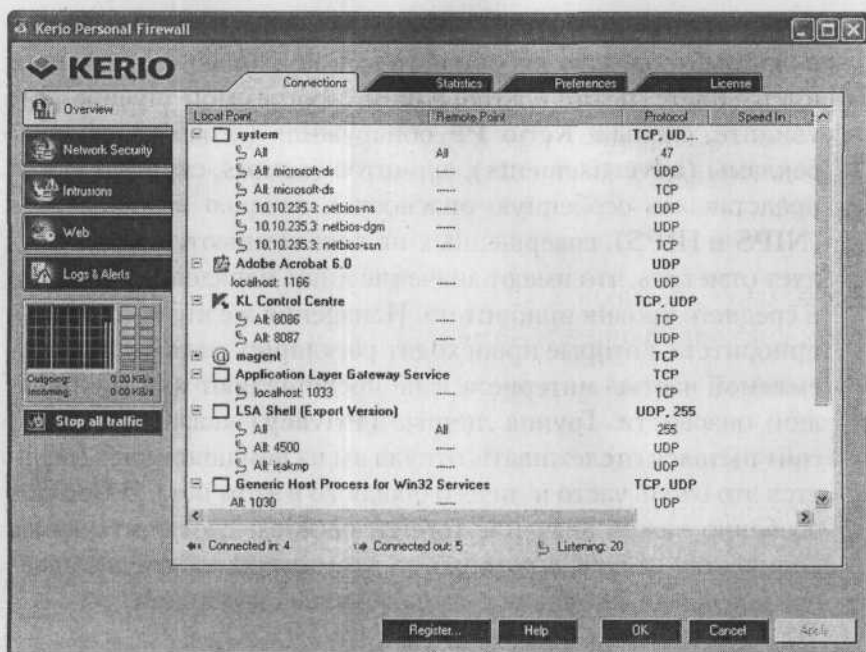 Kerio Personal Firewall
KERIO
Connections Statistics Preferences License
Overview
Network Security
Intrusions
Web
Logs & Alerts
Outgoing: 0.00 KB/s
Incoming: 0.00 KB/s
Stop all traffic
Local Point Remote Point Protocol Speed In
system TCP, UD...
All All 47
All: microsoft-ds ----- UDP
All: microsoft-ds ----- TCP
10.10.235.3: netbios-ns ----- UDP
10.10.235.3: netbios-dgm ----- UDP
10.10.235.3: netbios-ssn ----- TCP
Adobe Acrobat 6.0 UDP
localhost: 1166 ----- UDP
KL Control Centre TCP, UDP
All: 8086 ----- TCP
All: 8087 ----- UDP
magent TCP
Application Layer Gateway Service TCP
localhost: 1033 ----- TCP
LSA Shell (Export Version) UDP, 255
All All 255
All: 4500 ----- UDP
All: isakmp ----- UDP
Generic Host Process for Win32 Services TCP, UDP
All: 1030 ----- UDP
Connected in: 4 Connected out: 5 Listening: 20
Register... Help OK Cancel Apply